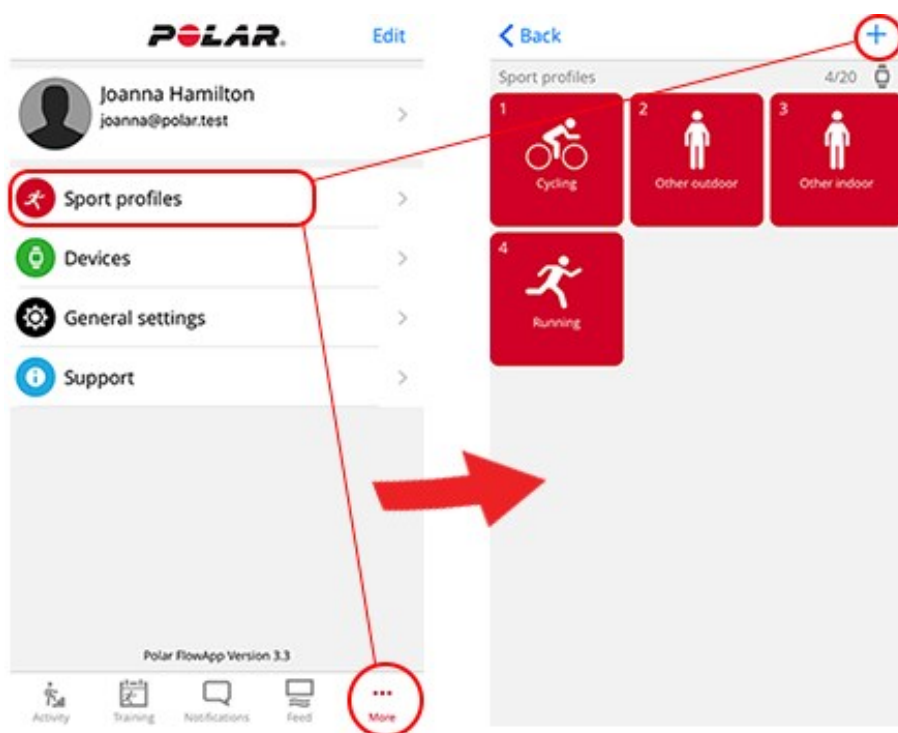 POLAR.
Edit
Joanna Hamilton
joanna@polar.test
Sport profiles
Devices
General settings
Support
Polar FlowApp Version 3.3
Activity
Training
Notifications
Feed
More
Back
+
Sport profiles
4/20
1
Cycling
2
Other outdoor
3
Other indoor
4
Running